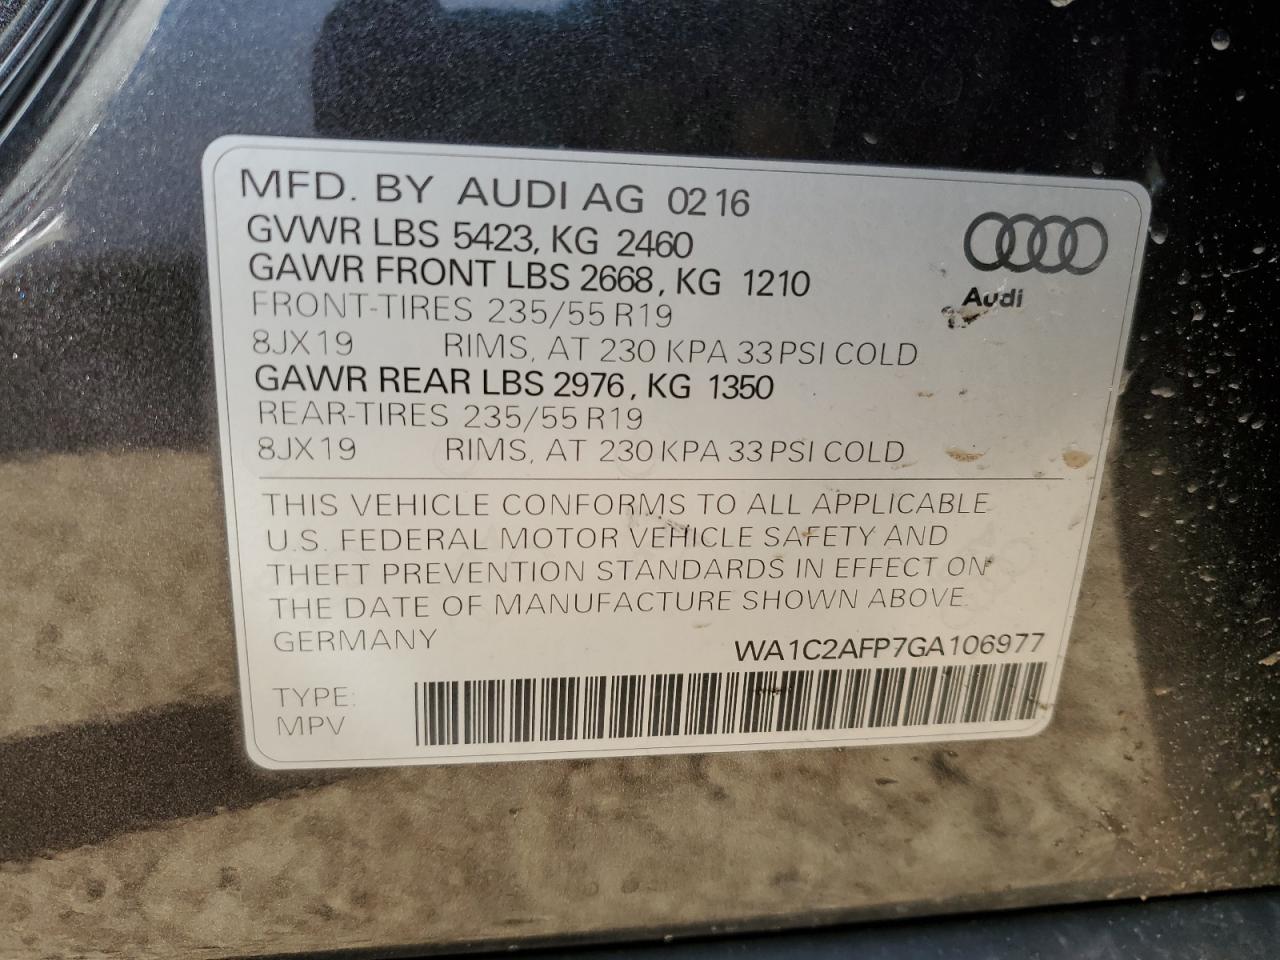 MFD. BY AUDI AG 02 16
GVWR LBS 5423, KG 2460
GAWR FRONT LBS 2668, KG 1210
FRONT-TIRES 235/55 R19
8JX19 RIMS, AT 230 KPA 33 PSI COLD
GAWR REAR LBS 2976, KG 1350
REAR-TIRES 235/55 R19
8JX19 RIMS, AT 230 KPA 33 PSI COLD
Audi
THIS VEHICLE CONFORMS TO ALL APPLICABLE
U.S. FEDERAL MOTOR VEHICLE SAFETY AND
THEFT PREVENTION STANDARDS IN EFFECT ON
THE DATE OF MANUFACTURE SHOWN ABOVE.
GERMANY WA1C2AFP7GA106977
TYPE:
MPV